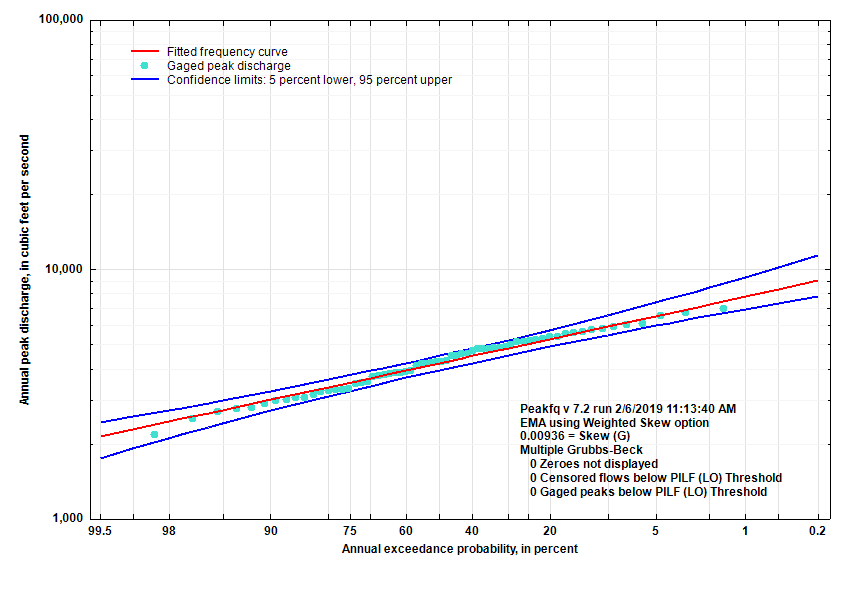 100,000
Fitted frequency curve
Gaged peak discharge
Confidence limits: 5 percent lower, 95 percent upper
Annual peak discharge, in cubic feet per second
10,000
Peakfq v 7.2 run 2/6/2019 11:13:40 AM
EMA using Weighted Skew option
0.00936 = Skew (G)
Multiple Grubbs-Beck
0 Zeroes not displayed
0 Censored flows below PILF (LO) Threshold
0 Gaged peaks below PILF (LO) Threshold
1,000
99.5 98 90 75 60 40 20 5 1 0.2
Annual exceedance probability, in percent